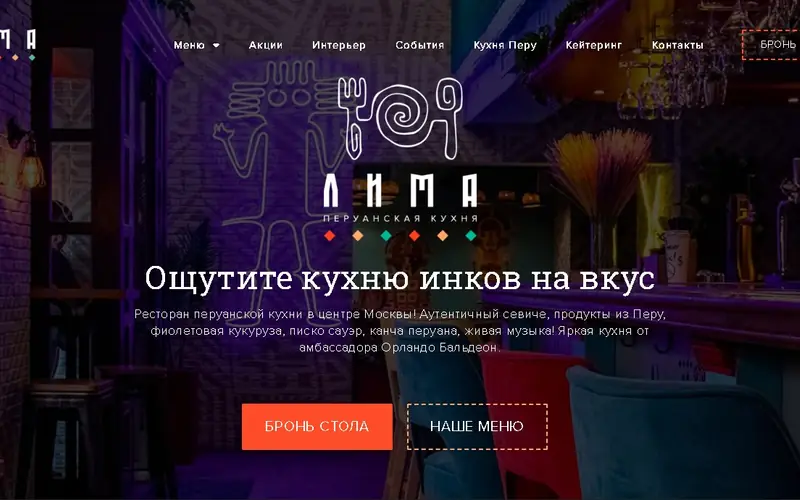 МА
Меню
Акции
Интерьер
События
Кухня Перу
Кейтеринг
Контакты
БРОНЬ
ЛИМА
ПЕРУАНСКАЯ КУХНЯ
Ощутите кухню инков на вкус
Ресторан перуанской кухни в центре Москвы! Аутентичный севиче, продукты из Перу,
фиолетовая кукуруза, писко сауэр, канча перуана, живая музыка! Яркая кухня от
амбассадора Орландо Бальдеон.
БРОНЬ СТОЛА
НАШЕ МЕНЮ